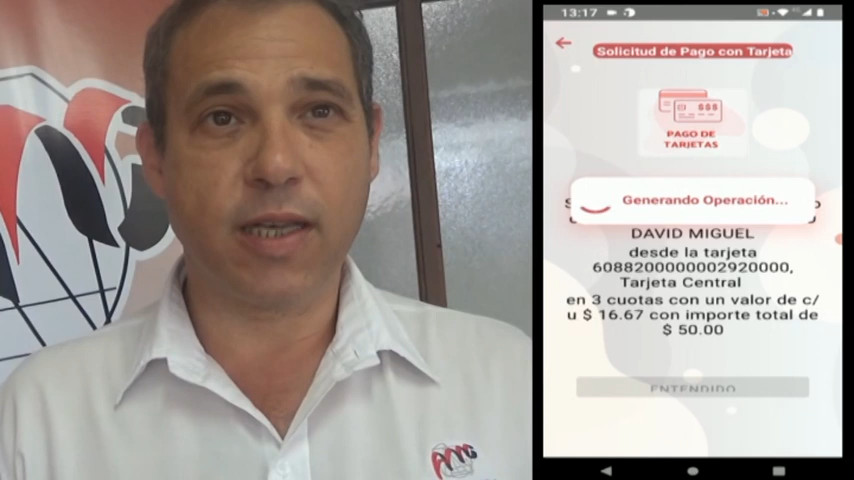 13:17
Solicitud de Pago con Tarjeta
$$$
PAGO DE
TARJETAS
Generando Operación...
DAVID MIGUEL
desde la tarjeta
6088200000002920000,
Tarjeta Central
en 3 cuotas con un valor de c/
u $ 16.67 con importe total de
$ 50.00
ENTENDIDO